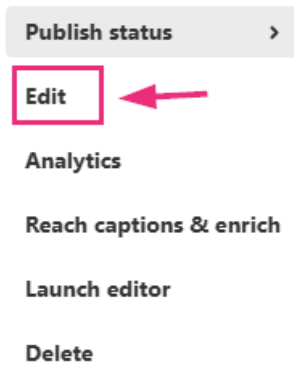 Publish status
Edit
Analytics
Reach captions & enrich
Launch editor
Delete